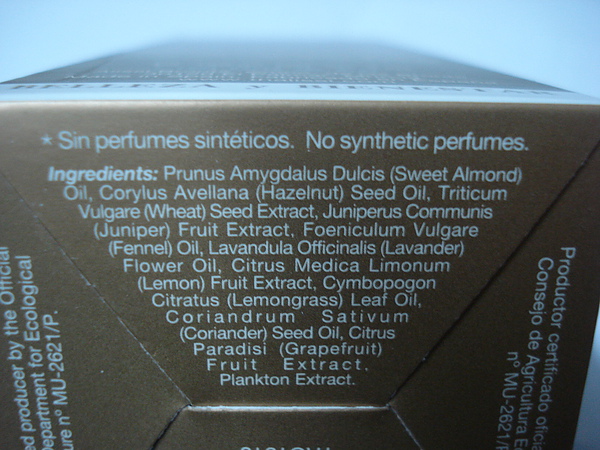 BELLEZA y BIENESTAR
* Sin perfumes sintéticos. No synthetic perfumes.
Ingredients: Prunus Amygdalus Dulcis (Sweet Almond)
Oil, Corylus Avellana (Hazelnut) Seed Oil, Triticum
Vulgare (Wheat) Seed Extract, Juniperus Communis
(Juniper) Fruit Extract, Foeniculum Vulgare
(Fennel) Oil, Lavandula Officinalis (Lavander)
Flower Oil, Citrus Medica Limonum
(Lemon) Fruit Extract, Cymbopogon
Citratus (Lemongrass) Leaf Oil,
Coriandrum Sativum
(Coriander) Seed Oil, Citrus
Paradisi (Grapefruit)
Fruit Extract.
Plankton Extract.
producer by the Official
Department for Ecological
nº MU-2621/P.
Productor certificado
Consejo de Agricultura
nº MU-2621/P